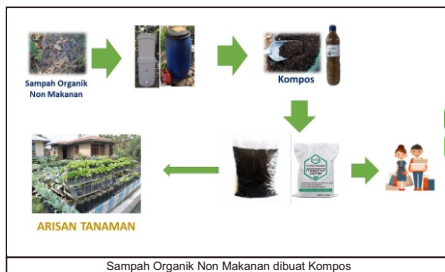 Sampah Organik
Non Makanan
Kompos
ARISAN TANAMAN
Sampah Organik Non Makanan dibuat Kompos